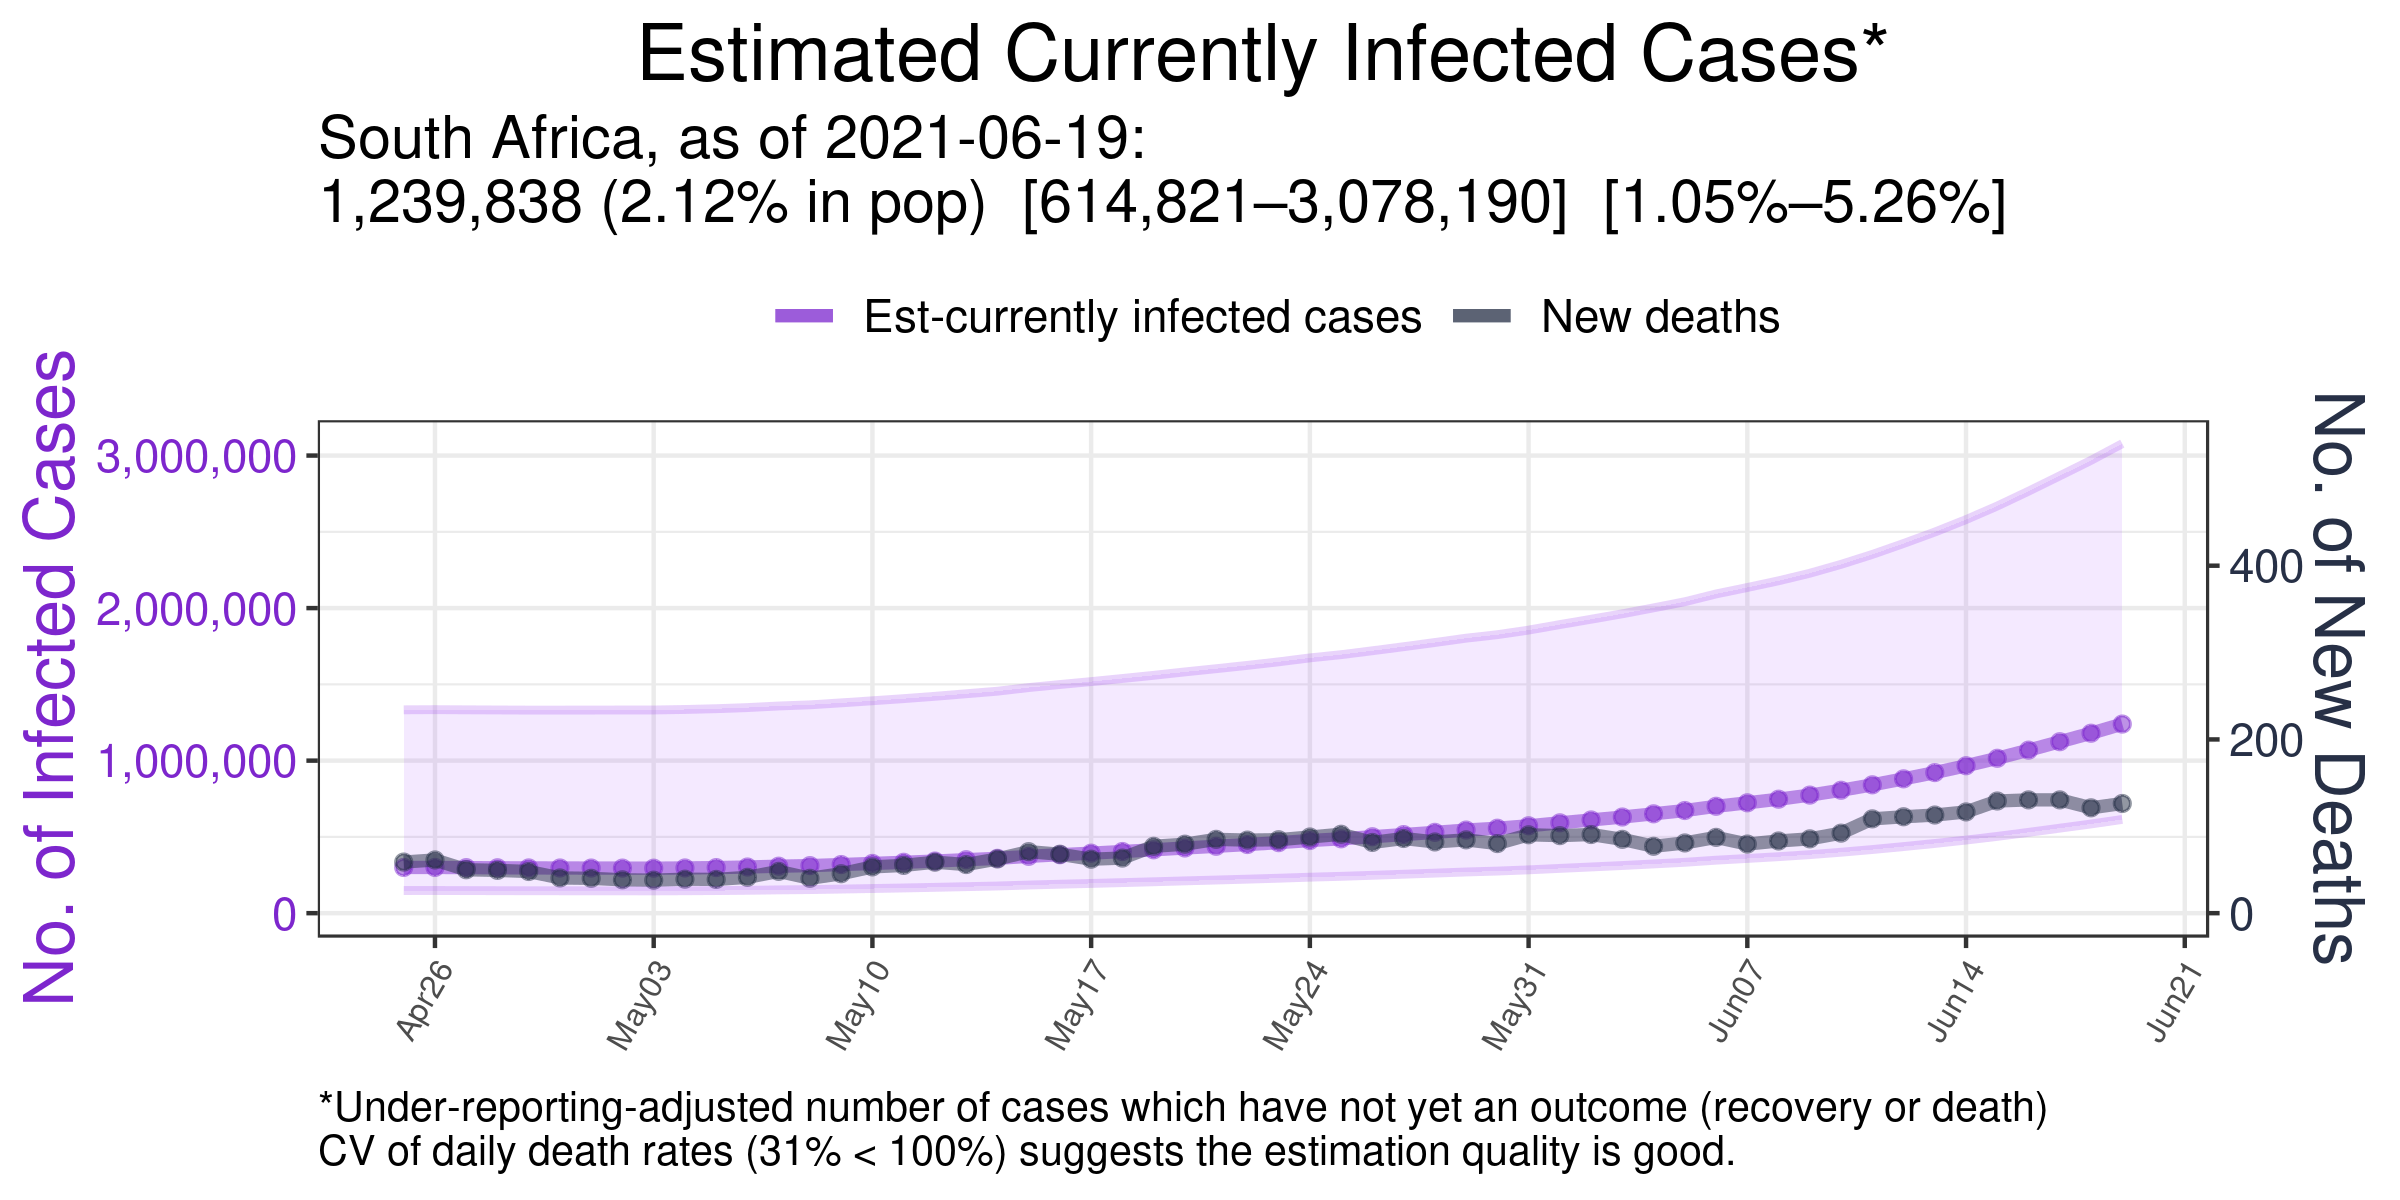 Estimated Currently Infected Cases*
South Africa, as of 2021-06-19:
1,239,838 (2.12% in pop)  [614,821–3,078,190]  [1.05%–5.26%]
Est-currently infected cases
New deaths
No. of Infected Cases
3,000,000
2,000,000
1,000,000
0
No. of New Deaths
400
200
0
Apr26
May03
May10
May17
May24
May31
Jun07
Jun14
Jun21
*Under-reporting-adjusted number of cases which have not yet an outcome (recovery or death)
CV of daily death rates (31% < 100%) suggests the estimation quality is good.